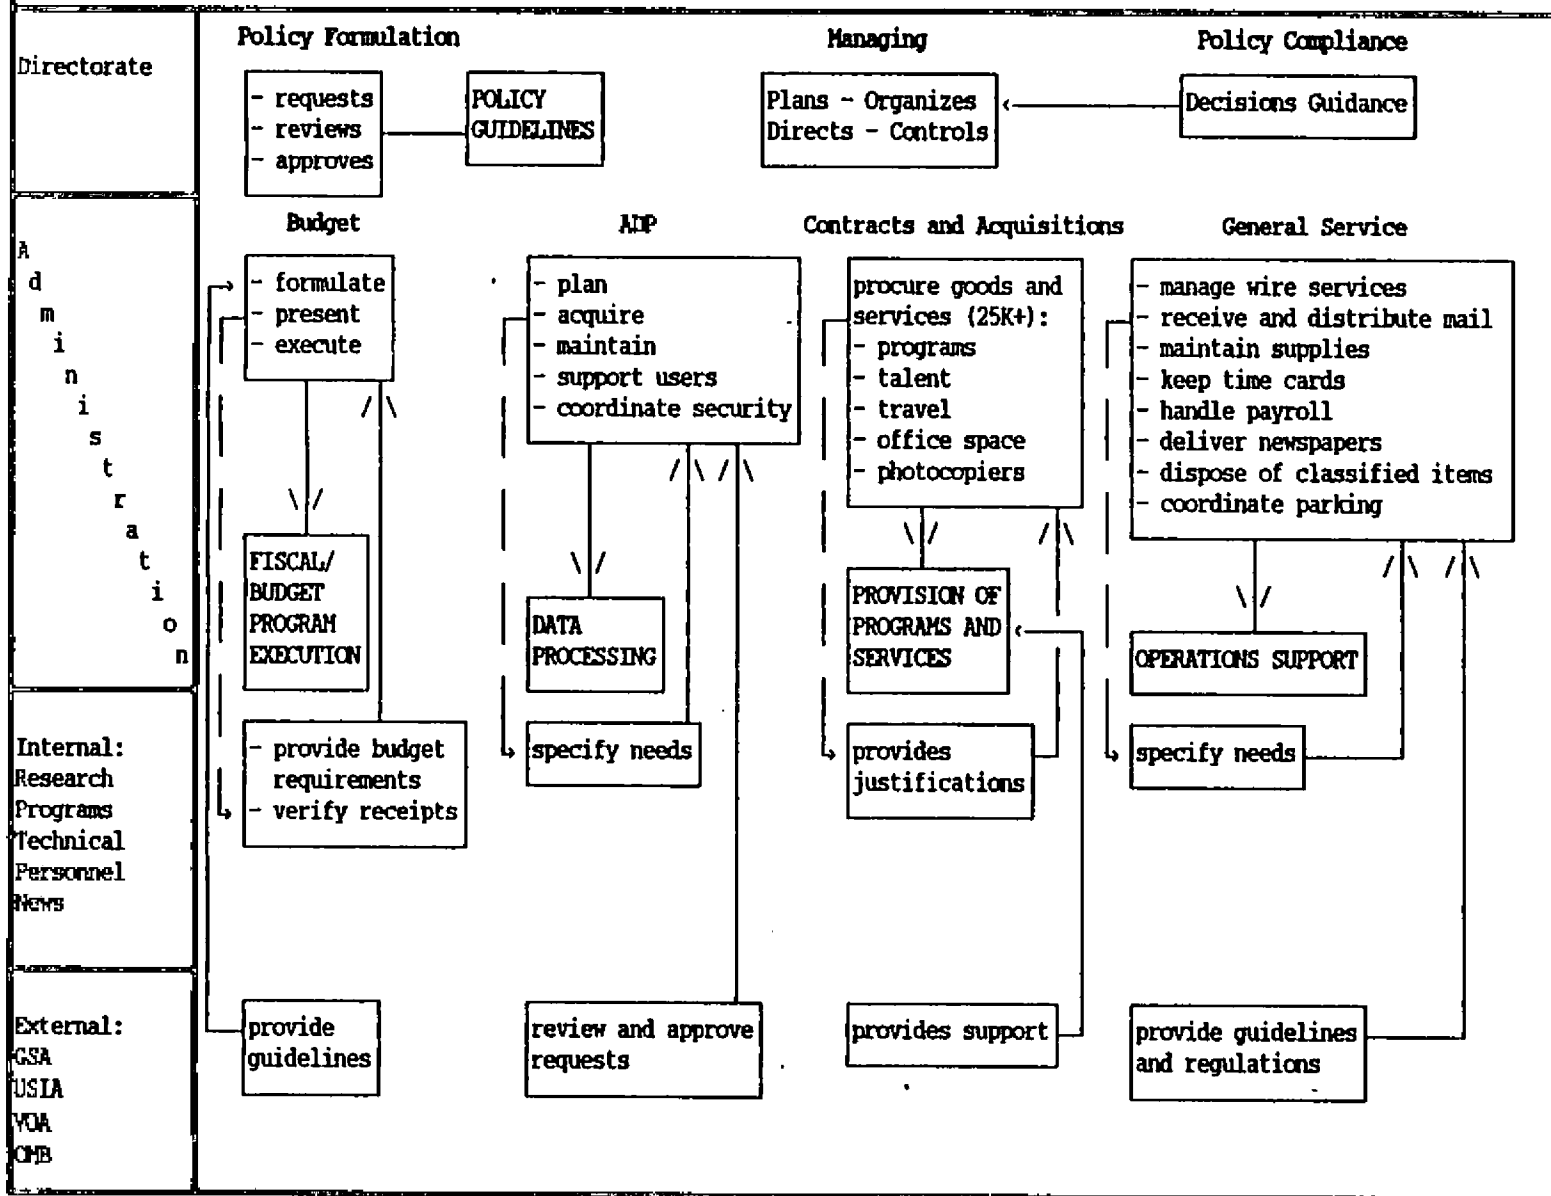 Directorate
Policy Formulation
- requests
- reviews
- approves
POLICY
GUIDELINES
Managing
Plans - Organizes
Directs - Controls
Policy Compliance
Decisions Guidance
Administration
Budget
- formulate
- present
- execute
FISCAL/
BUDGET
PROGRAM
EXECUTION
ADP
- plan
- acquire
- maintain
- support users
- coordinate security
DATA
PROCESSING
Contracts and Acquisitions
procure goods and
services (25K+):
- programs
- talent
- travel
- office space
- photocopiers
PROVISION OF
PROGRAMS AND
SERVICES
General Service
- manage wire services
- receive and distribute mail
- maintain supplies
- keep time cards
- handle payroll
- deliver newspapers
- dispose of classified items
- coordinate parking
OPERATIONS SUPPORT
Internal:
Research
Programs
Technical
Personnel
News
- provide budget
requirements
- verify receipts
specify needs
provides
justifications
specify needs
External:
GSA
USIA
VOA
OMB
provide
guidelines
review and approve
requests
provides support
provide guidelines
and regulations